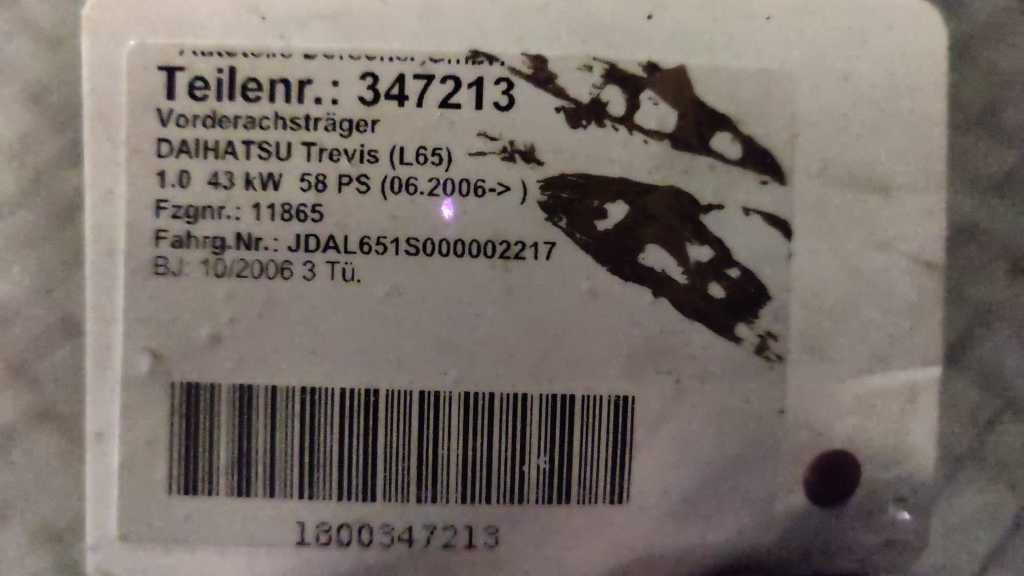 Teilenr.: 347213
Vorderachsträger
DAIHATSU Trevis (L65)
1.0 43 kW 58 PS (06.2006-> )
Fzgnr.: 11865
Fahrg.Nr.: JDAL651S000002217
BJ: 10/2006 3 Tü.
1800347213